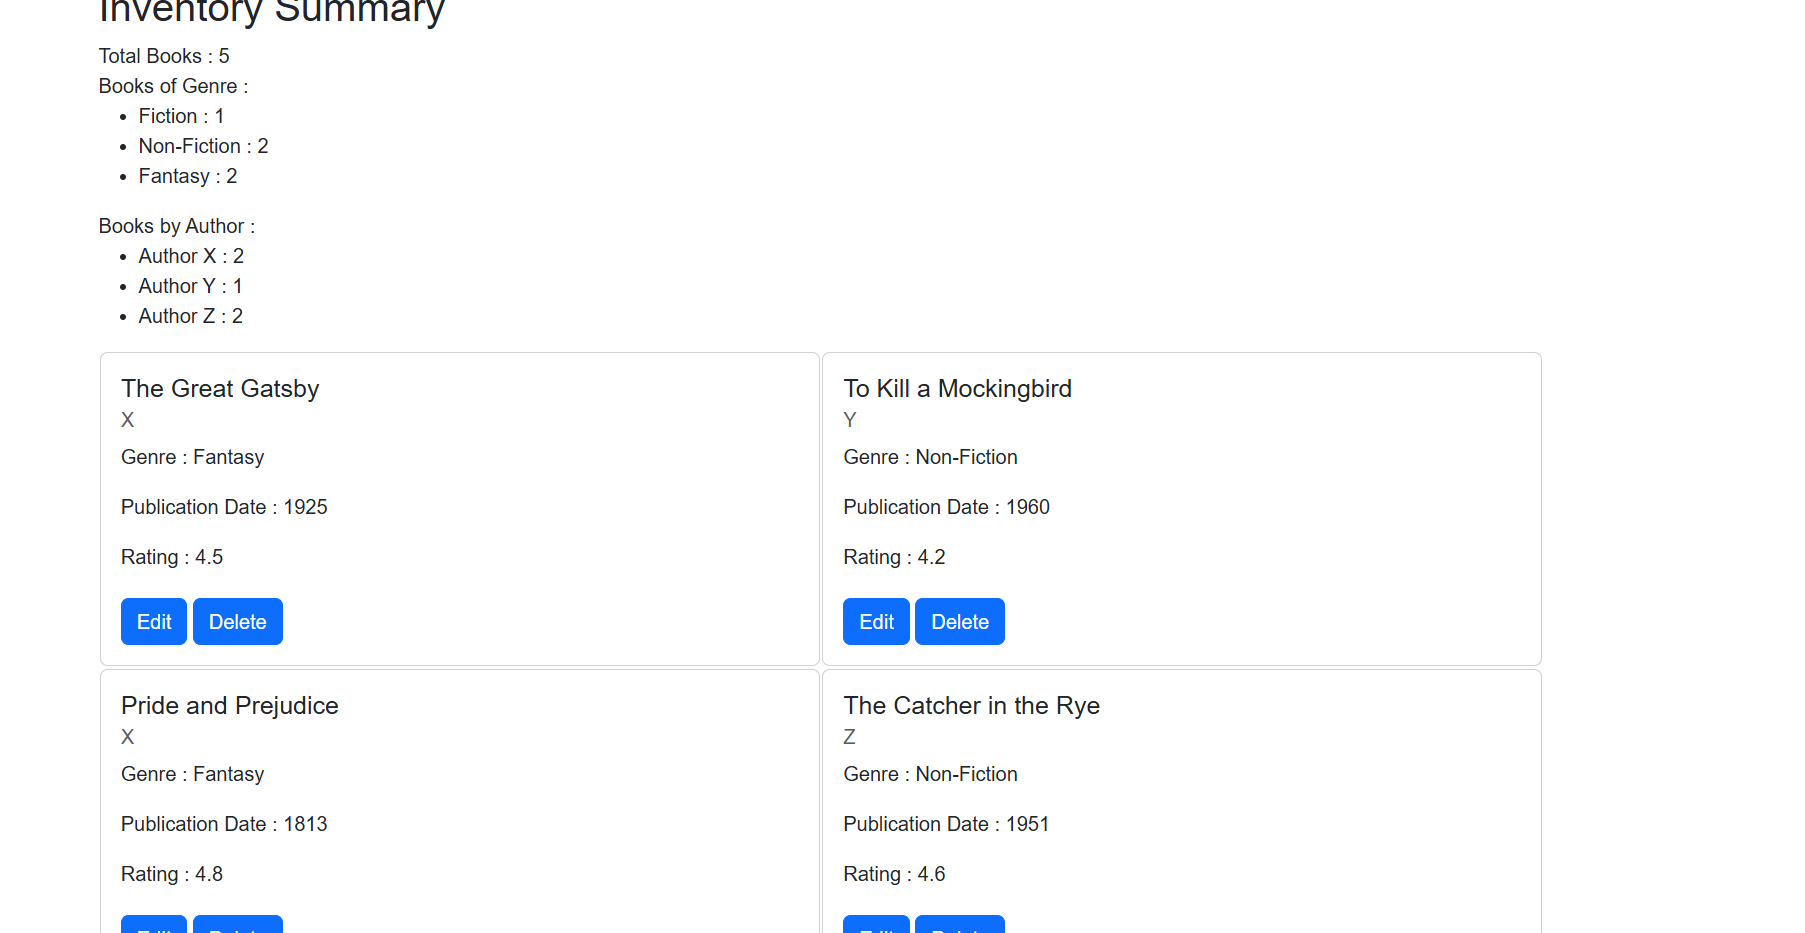 Inventory Summary
Total Books : 5
Books of Genre :
Fiction : 1
Non-Fiction : 2
Fantasy : 2
Books by Author :
Author X : 2
Author Y : 1
Author Z : 2
The Great Gatsby
X
Genre : Fantasy
Publication Date : 1925
Rating : 4.5
Edit Delete
To Kill a Mockingbird
Y
Genre : Non-Fiction
Publication Date : 1960
Rating : 4.2
Edit Delete
Pride and Prejudice
X
Genre : Fantasy
Publication Date : 1813
Rating : 4.8
Edit Delete
The Catcher in the Rye
Z
Genre : Non-Fiction
Publication Date : 1951
Rating : 4.6
Edit Delete